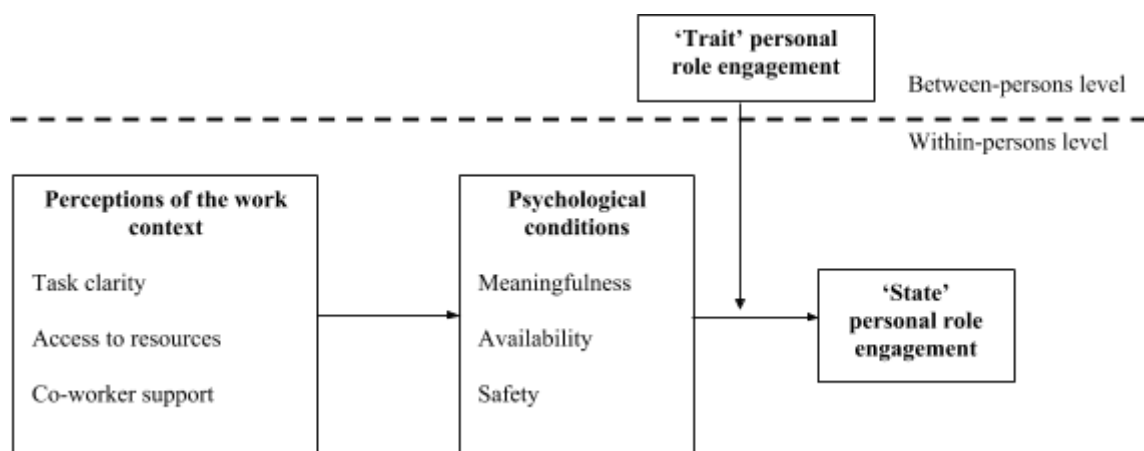 ‘Trait’ personal
role engagement
Between-persons level
Within-persons level
Perceptions of the work
context
Task clarity
Access to resources
Co-worker support
Psychological
conditions
Meaningfulness
Availability
Safety
‘State’
personal role
engagement